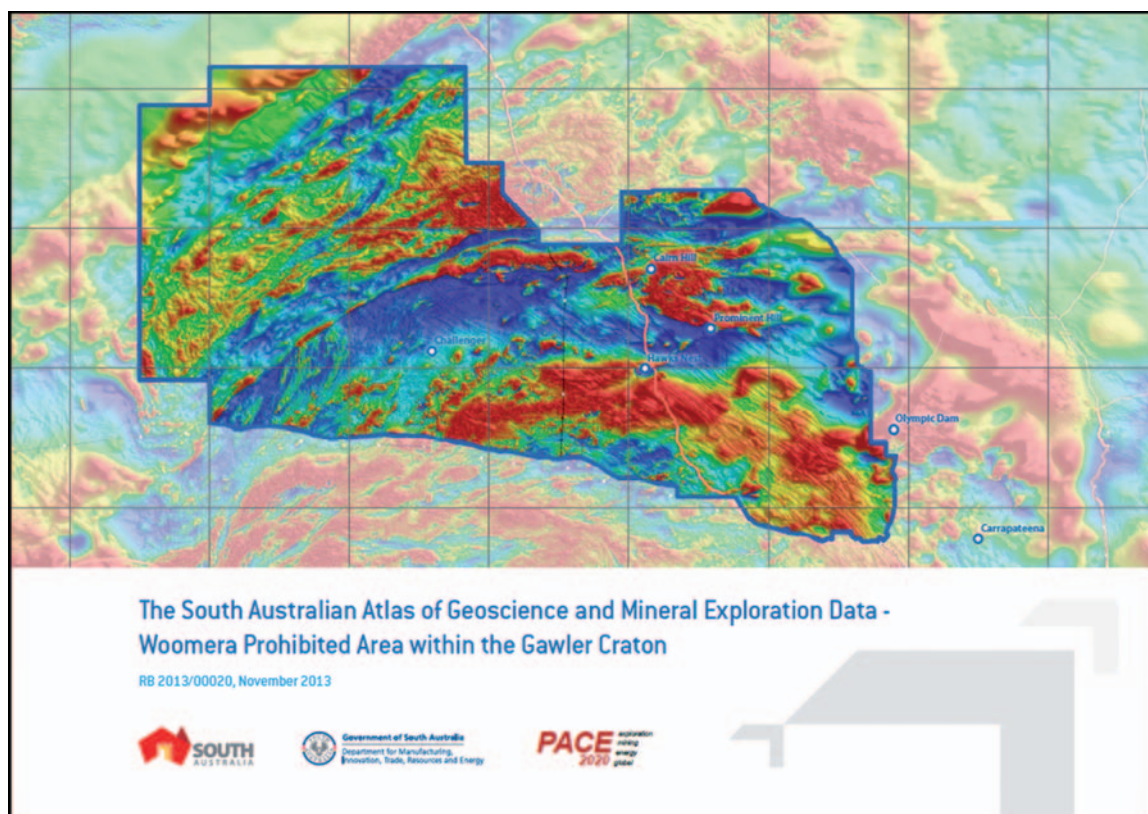 Cairn Hill
Prominent Hill
Challenger
Hawks Nest
Olympic Dam
Carrapateena
The South Australian Atlas of Geoscience and Mineral Exploration Data -
Woomera Prohibited Area within the Gawler Craton
RB 2013/00020, November 2013
SOUTH
AUSTRALIA
Government of South Australia
Department for Manufacturing,
Innovation, Trade, Resources and Energy
PACE
2020
exploration
mining
energy
global